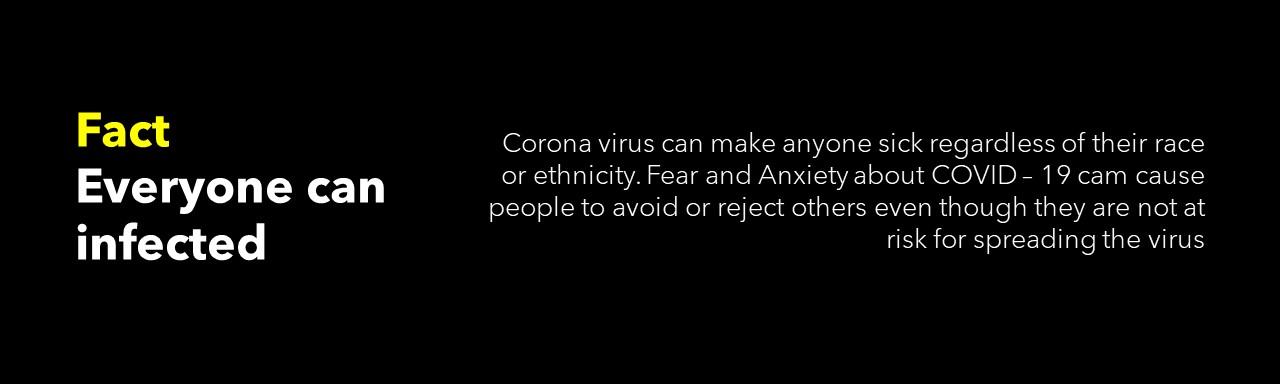 Fact
Everyone can
infected
Corona virus can make anyone sick regardless of their race
or ethnicity. Fear and Anxiety about COVID – 19 cam cause
people to avoid or reject others even though they are not at
risk for spreading the virus